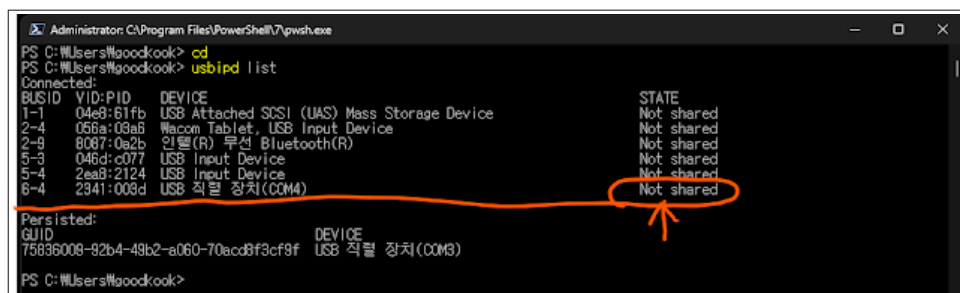 Administrator: C:\Program Files\PowerShell\7\pwsh.exe
PS C:₩Users₩goodkook> cd
PS C:₩Users₩goodkook> usbipd list
Connected:
BUSID VID:PID DEVICE STATE
1-1 04e8:61fb USB Attached SCSI (UAS) Mass Storage Device Not shared
2-4 056a:03a6 Wacom Tablet, USB Input Device Not shared
2-9 8087:0a2b 인텔(R) 무선 Bluetooth(R) Not shared
5-3 046d:c077 USB Input Device Not shared
5-4 2ea8:2124 USB Input Device Not shared
6-4 2341:003d USB 직렬 장치(COM4) Not shared
Persisted:
GUID DEVICE
75836009-92b4-49b2-a060-70acd8f3cf9f USB 직렬 장치(COM3)
PS C:₩Users₩goodkook>